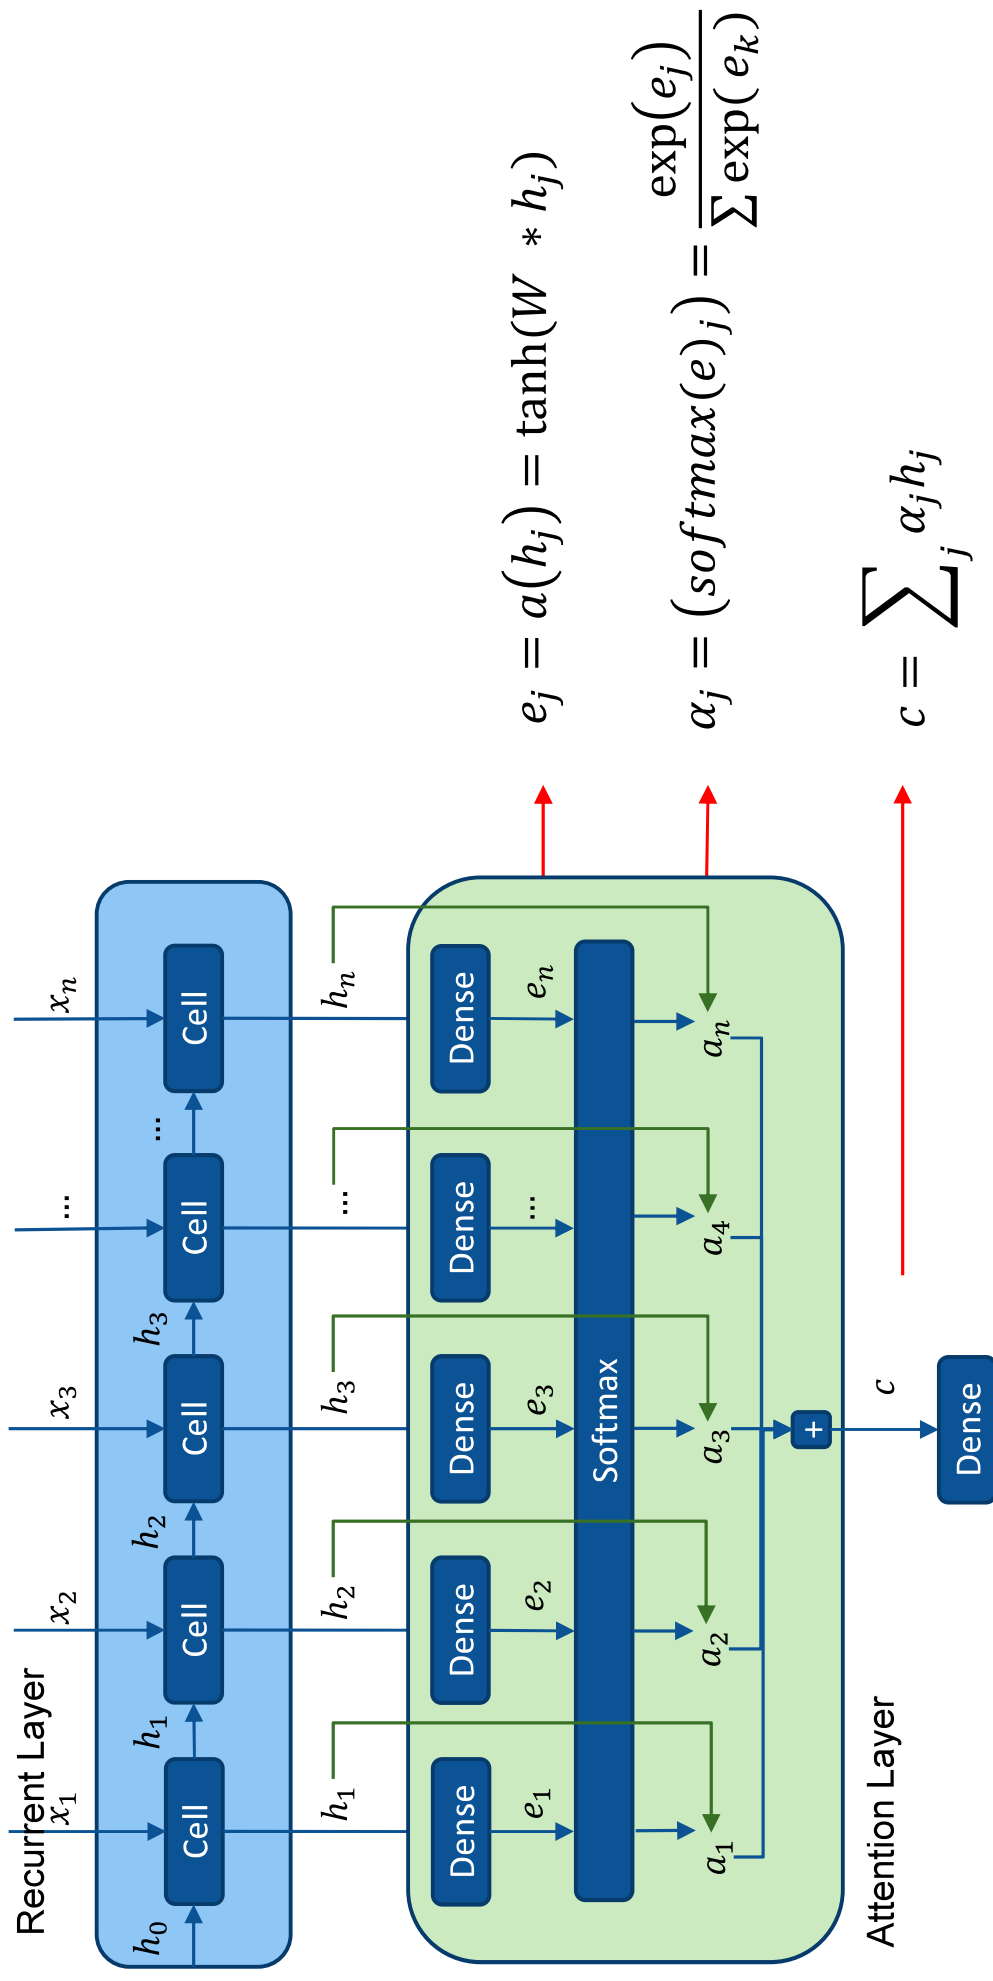 Recurrent Layer
x₁ x₂ x₃ ... xₙ
h₀ h₁ h₂ h₃ ...
Cell Cell Cell Cell Cell
h₁ h₂ h₃ ... hₙ
Dense Dense Dense Dense Dense
e₁ e₂ e₃ ... eₙ
Softmax
a₁ a₂ a₃ a₄ aₙ
+
Attention Layer
c
Dense
eⱼ = a(hⱼ) = tanh(W * hⱼ)
αⱼ = (softmax(e)ⱼ) = exp(eⱼ) / ∑ exp( eₖ)
c = ∑ⱼ αⱼhⱼ